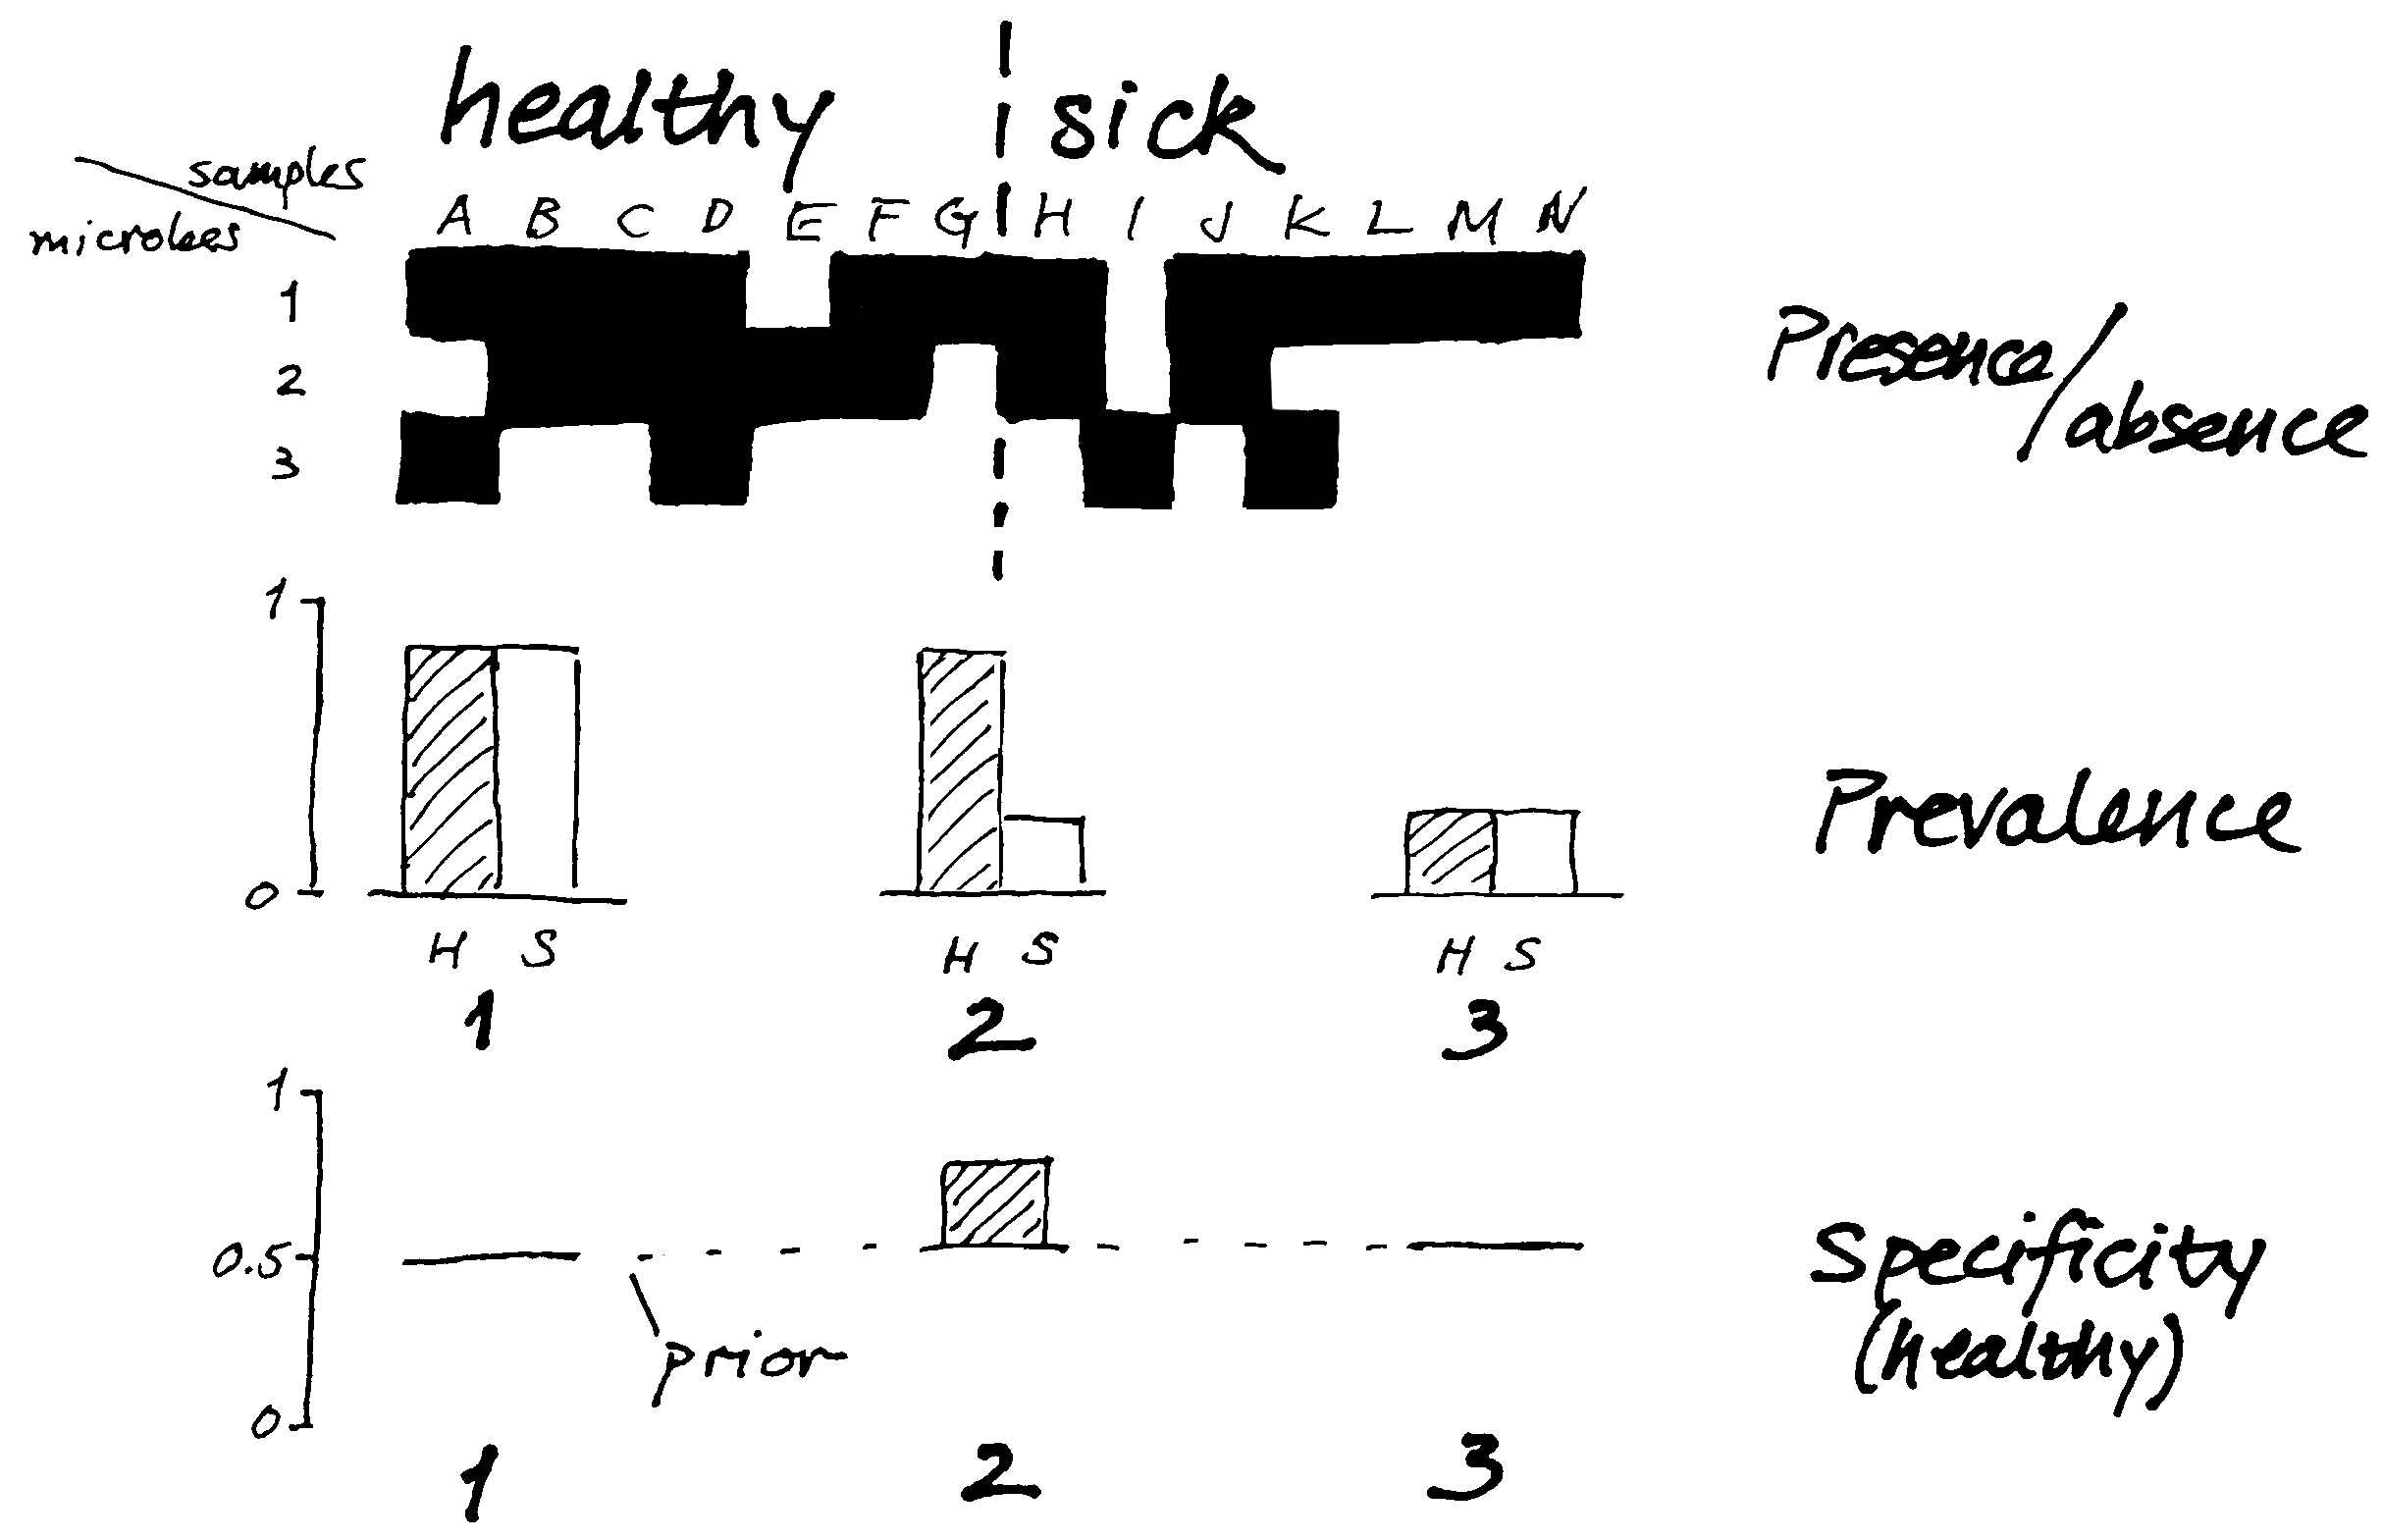 healthy sick
samples
microbes
A B C D E F G H I J K L M N
1
2
3
Presence/
absence
1
0
H S
H S
H S
1
2
3
Prevalence
1
0.5
0
prior
Specificity
(healthy)
1
2
3